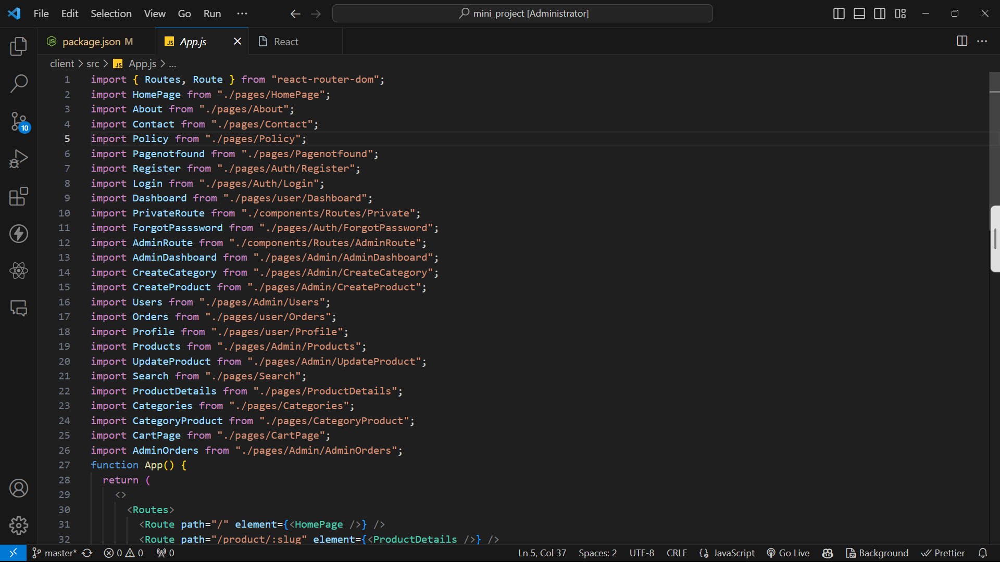 File Edit Selection View Go Run ··· mini_project [Administrator]
package.json M App.js React
client > src > App.js > ...
1 import { Routes, Route } from "react-router-dom";
2 import HomePage from "./pages/HomePage";
3 import About from "./pages/About";
4 import Contact from "./pages/Contact";
5 import Policy from "./pages/Policy";
6 import Pagenotfound from "./pages/Pagenotfound";
7 import Register from "./pages/Auth/Register";
8 import Login from "./pages/Auth/Login";
9 import Dashboard from "./pages/user/Dashboard";
10 import PrivateRoute from "./components/Routes/Private";
11 import ForgotPasssword from "./pages/Auth/ForgotPassword";
12 import AdminRoute from "./components/Routes/AdminRoute";
13 import AdminDashboard from "./pages/Admin/AdminDashboard";
14 import CreateCategory from "./pages/Admin/CreateCategory";
15 import CreateProduct from "./pages/Admin/CreateProduct";
16 import Users from "./pages/Admin/Users";
17 import Orders from "./pages/user/Orders";
18 import Profile from "./pages/user/Profile";
19 import Products from "./pages/Admin/Products";
20 import UpdateProduct from "./pages/Admin/UpdateProduct";
21 import Search from "./pages/Search";
22 import ProductDetails from "./pages/ProductDetails";
23 import Categories from "./pages/Categories";
24 import CategoryProduct from "./pages/CategoryProduct";
25 import CartPage from "./pages/CartPage";
26 import AdminOrders from "./pages/Admin/AdminOrders";
27 function App() {
28 return (
29 <>
30 <Routes>
31 <Route path="/" element={<HomePage />} />
32 <Route path="/product/:slug" element={<ProductDetails />} />
10
master* 0 0 0 Ln 5, Col 37 Spaces: 2 UTF-8 CRLF JavaScript Go Live Background Prettier